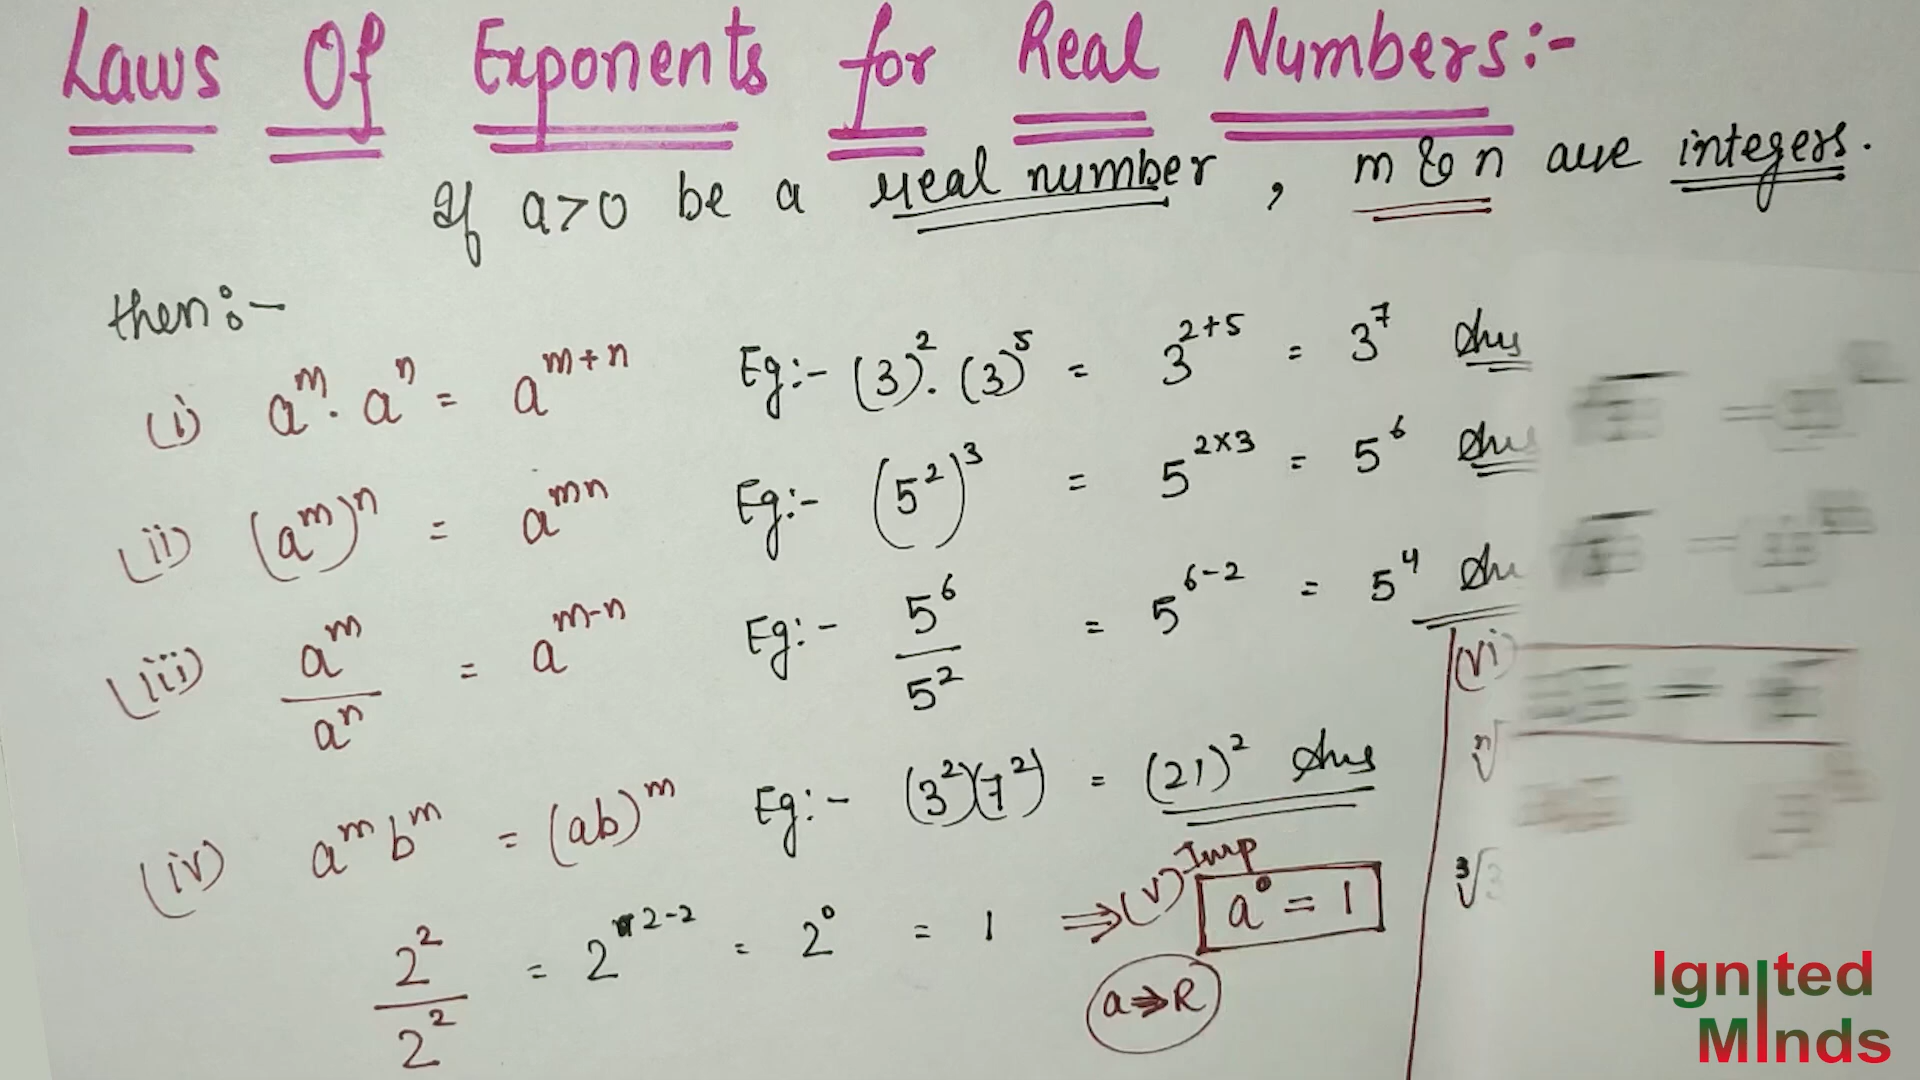 Laws Of Exponents for Real Numbers:-
If a>0 be a real number, m & n are integers.
then:-
(i) a^m . a^n = a^(m+n) Eg:- (3)^2 . (3)^5 = 3^(2+5) = 3^7 Ans
(ii) (a^m)^n = a^(mn) Eg:- (5^2)^3 = 5^(2×3) = 5^6 Ans
(iii) a^m/a^n = a^(m-n) Eg:- 5^6/5^2 = 5^(6-2) = 5^4
(iv) a^m b^m = (ab)^m Eg:- (3^2)(7^2) = (21)^2 Ans
2^2/2^2 = 2^(2-2) = 2^0 = 1 ⇒ (v) Imp a^0 = 1
a⇒R
(vi)
Ignited
Minds